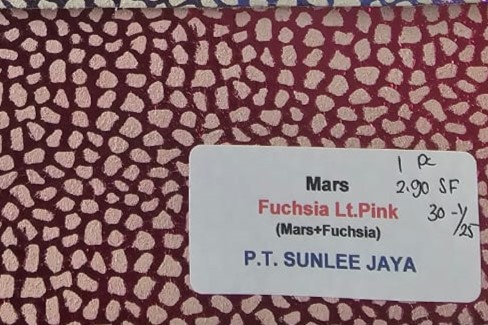 1 pc
Mars 2.90 SF
Fuchsia Lt.Pink 30-1/25
(Mars+Fuchsia)
P.T. SUNLEE JAYA